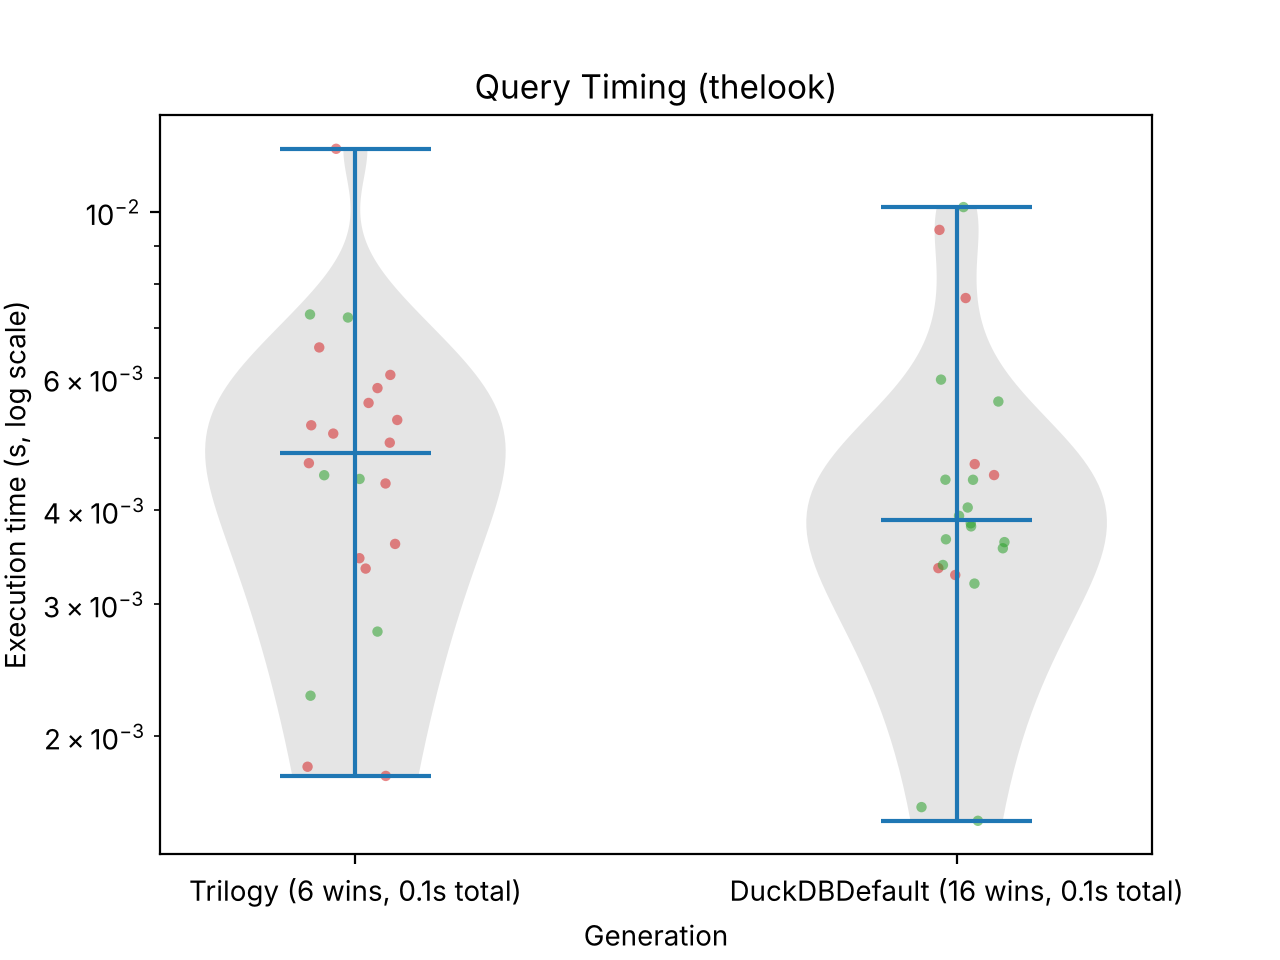 Query Timing (thelook)
Execution time (s, log scale)
10⁻²
6 × 10⁻³
4 × 10⁻³
3 × 10⁻³
2 × 10⁻³
Trilogy (6 wins, 0.1s total)
DuckDBDefault (16 wins, 0.1s total)
Generation